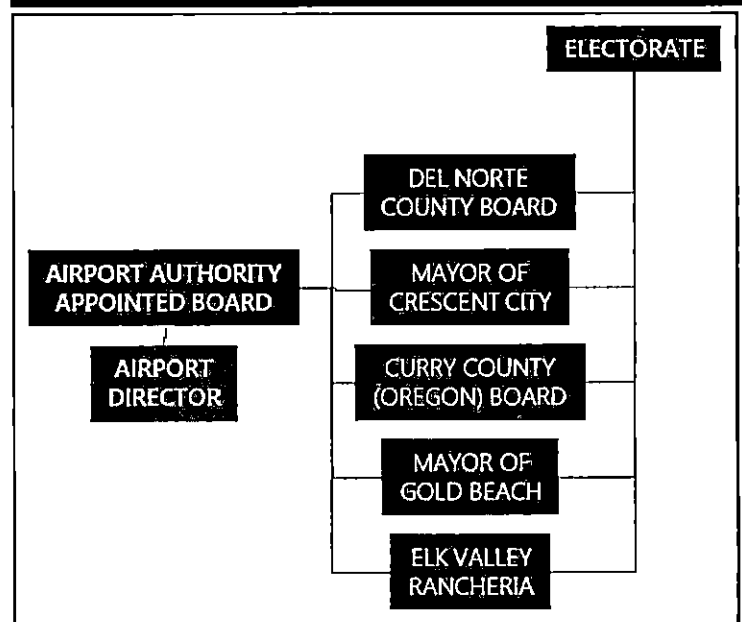 ELECTORATE
DEL NORTE
COUNTY BOARD
AIRPORT AUTHORITY
APPOINTED BOARD
MAYOR OF
CRESCENT CITY
AIRPORT
DIRECTOR
CURRY COUNTY
(OREGON) BOARD
MAYOR OF
GOLD BEACH
ELK VALLEY
RANCHERIA